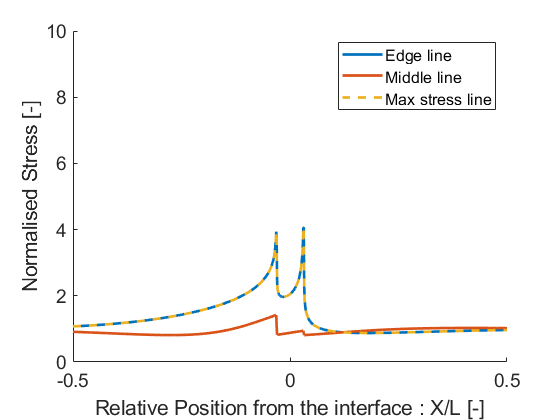 10
8
6
4
2
0
Normalised Stress [-]
Edge line
Middle line
Max stress line
-0.5
0
0.5
Relative Position from the interface : X/L [-]